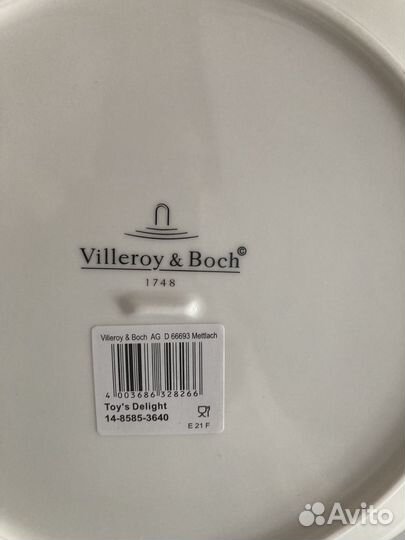 Villeroy & Boch©
1748
Villeroy & Boch AG D 66693 Mettlach
4 003686 328266
Toy's Delight
14-8585-3640
E 21 F
Avito